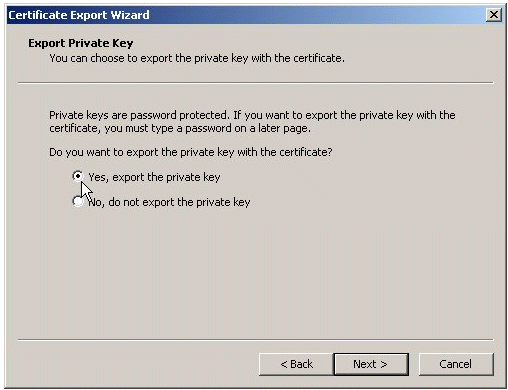 Certificate Export Wizard
Export Private Key
You can choose to export the private key with the certificate.
Private keys are password protected. If you want to export the private key with the
certificate, you must type a password on a later page.
Do you want to export the private key with the certificate?
Yes, export the private key
No, do not export the private key
< Back
Next >
Cancel